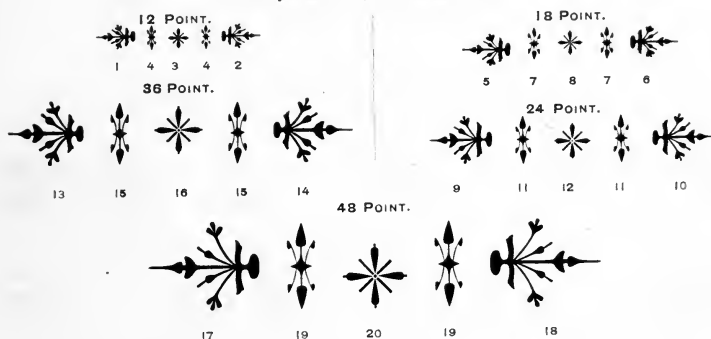 12 POINT.
1 4 3 4 2
18 POINT.
5 7 8 7 6
36 POINT.
13 15 16 15 14
24 POINT.
9 11 12 11 10
48 POINT.
17 19 20 19 18